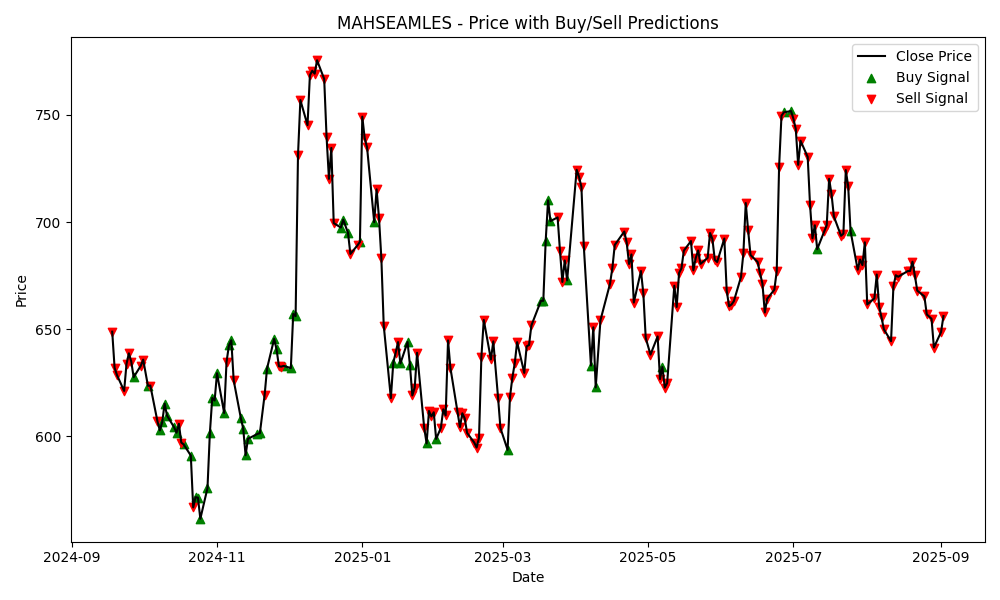 MAHSEAMLES - Price with Buy/Sell Predictions
Close Price
Buy Signal
Sell Signal
Price
750
700
650
600
2024-09
2024-11
2025-01
2025-03
2025-05
2025-07
2025-09
Date